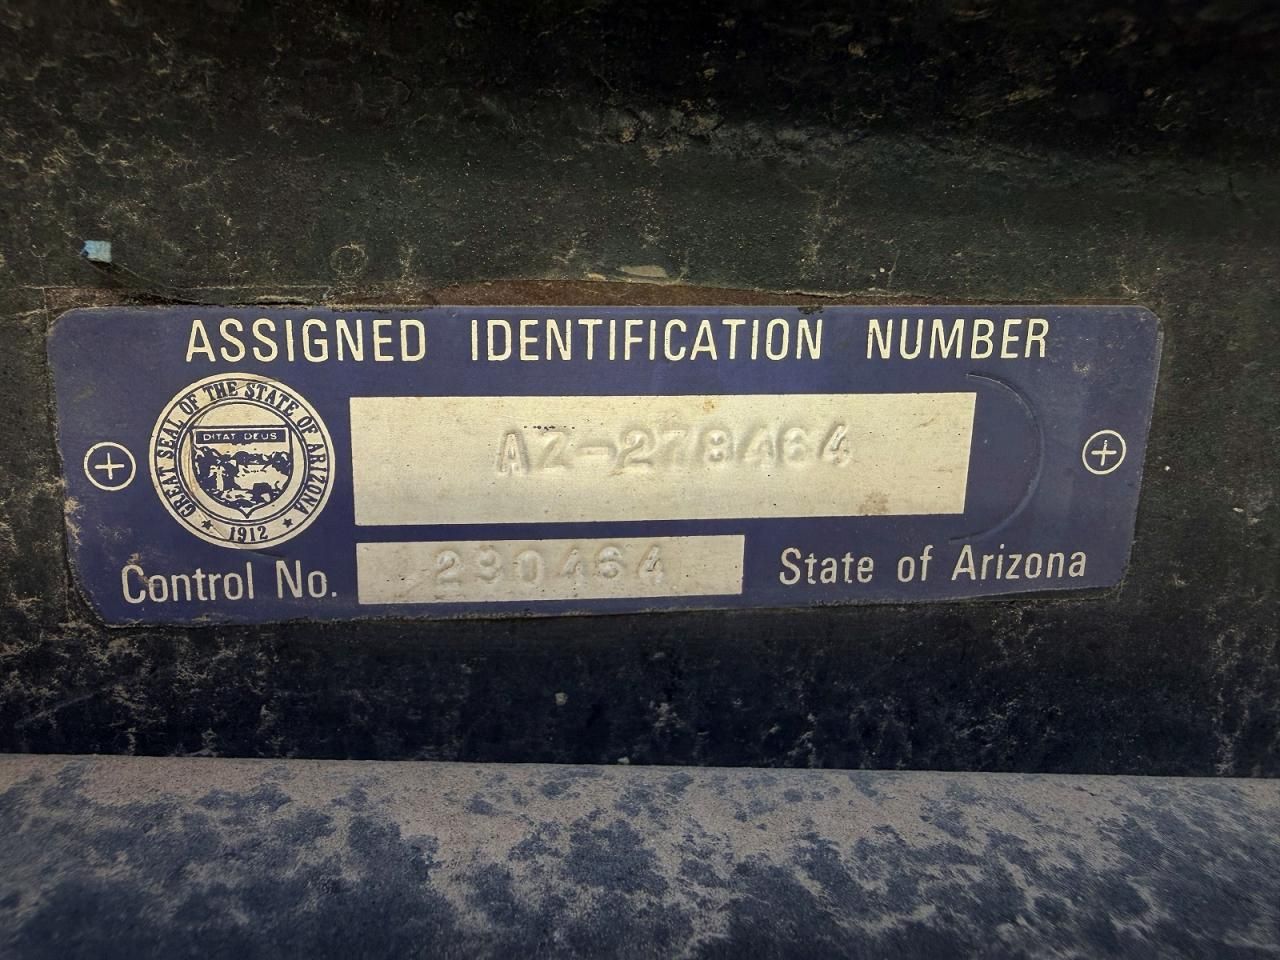 ASSIGNED IDENTIFICATION NUMBER
GREAT SEAL OF THE STATE OF ARIZONA
DITAT DEUS
1912
AZ-278464
Control No. 290464
State of Arizona